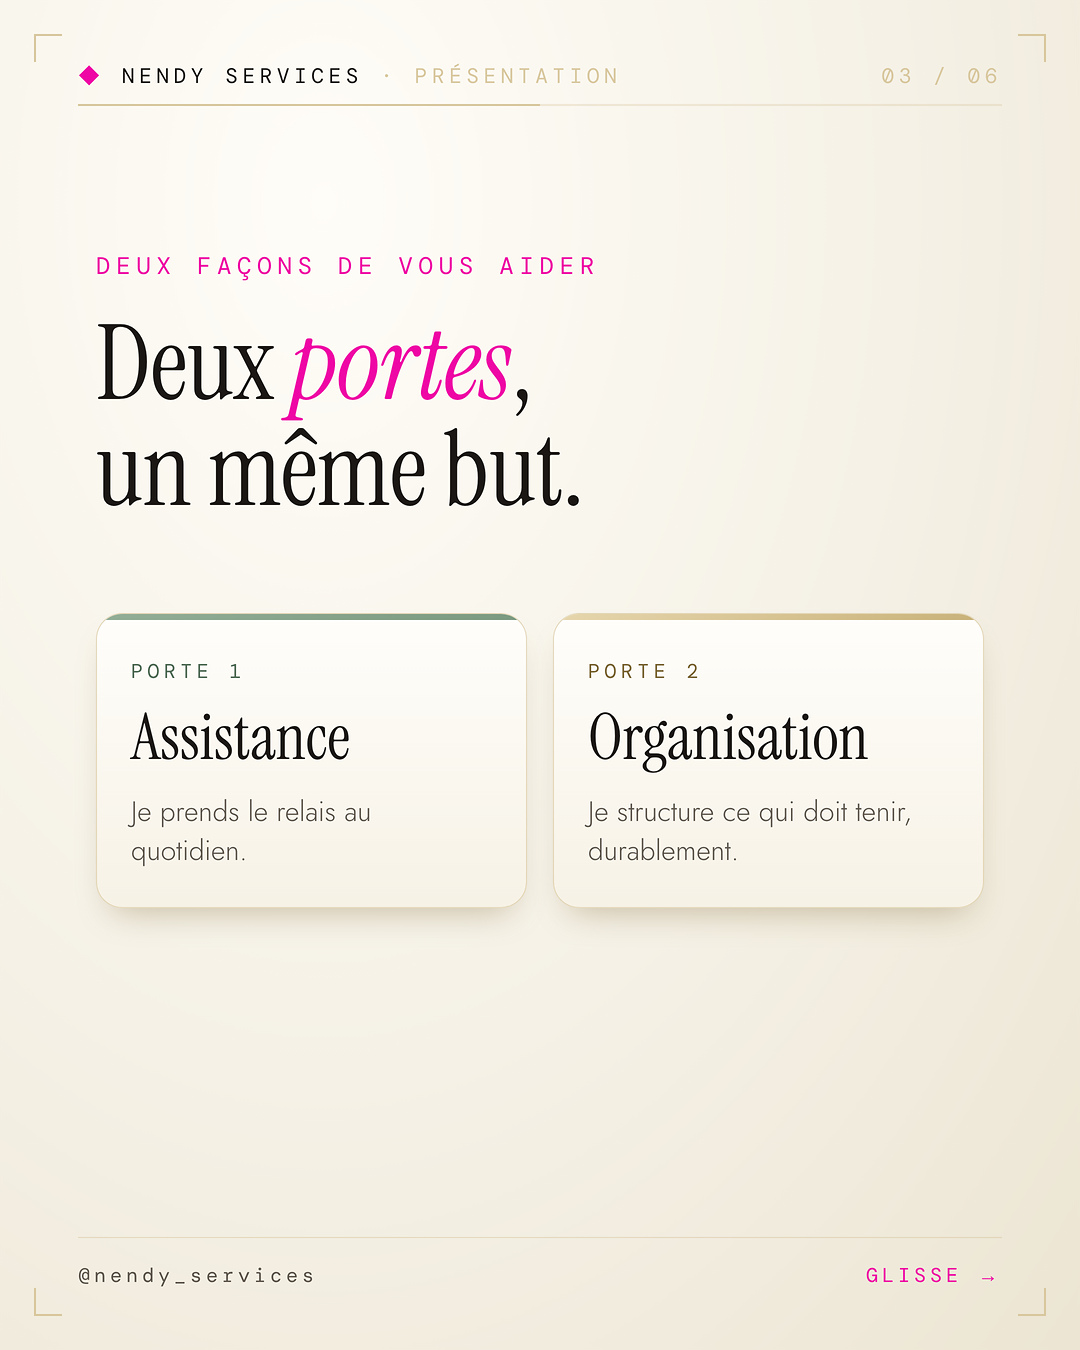 ◆ NENDY SERVICES · PRÉSENTATION 03 / 06
DEUX FAÇONS DE VOUS AIDER
Deux portes,
un même but.
PORTE 1
Assistance
Je prends le relais au
quotidien.
PORTE 2
Organisation
Je structure ce qui doit tenir,
durablement.
@nendy_services GLISSE →